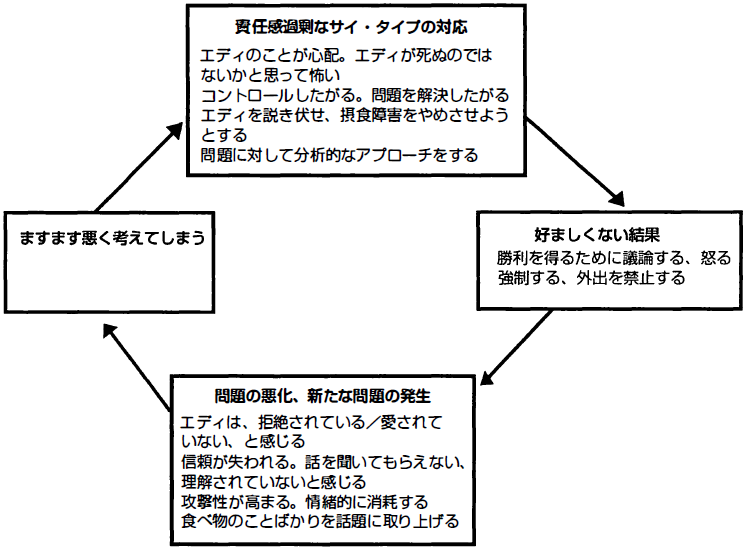 責任感過剰なサイ・タイプの対応
エディのことが心配。エディが死ぬのでは
ないかと思って怖い
コントロールしたがる。問題を解決したがる
エディを説き伏せ、摂食障害をやめさせよう
とする
問題に対して分析的なアプローチをする
ますます悪く考えてしまう
好ましくない結果
勝利を得るために議論する、怒る
強制する、外出を禁止する
問題の悪化、新たな問題の発生
エディは、拒絶されている／愛されて
いない、と感じる
信頼が失われる。話を聞いてもらえない、
理解されていないと感じる
攻撃性が高まる。情緒的に消耗する
食べ物のことばかりを話題に取り上げる